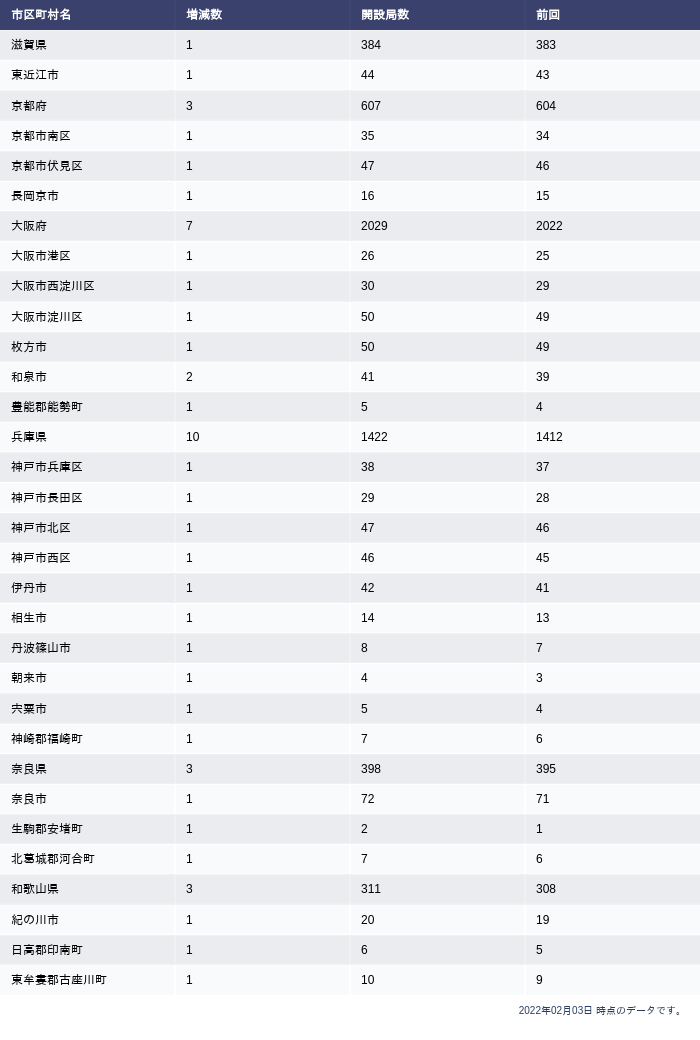 市区町村名 増減数 開設局数 前回
滋賀県 1 384 383
東近江市 1 44 43
京都府 3 607 604
京都市南区 1 35 34
京都市伏見区 1 47 46
長岡京市 1 16 15
大阪府 7 2029 2022
大阪市港区 1 26 25
大阪市西淀川区 1 30 29
大阪市淀川区 1 50 49
枚方市 1 50 49
和泉市 2 41 39
豊能郡能勢町 1 5 4
兵庫県 10 1422 1412
神戸市兵庫区 1 38 37
神戸市長田区 1 29 28
神戸市北区 1 47 46
神戸市西区 1 46 45
伊丹市 1 42 41
相生市 1 14 13
丹波篠山市 1 8 7
朝来市 1 4 3
宍粟市 1 5 4
神崎郡福崎町 1 7 6
奈良県 3 398 395
奈良市 1 72 71
生駒郡安堵町 1 2 1
北葛城郡河合町 1 7 6
和歌山県 3 311 308
紀の川市 1 20 19
日高郡印南町 1 6 5
東牟婁郡古座川町 1 10 9
2022年02月03日 時点のデータです。